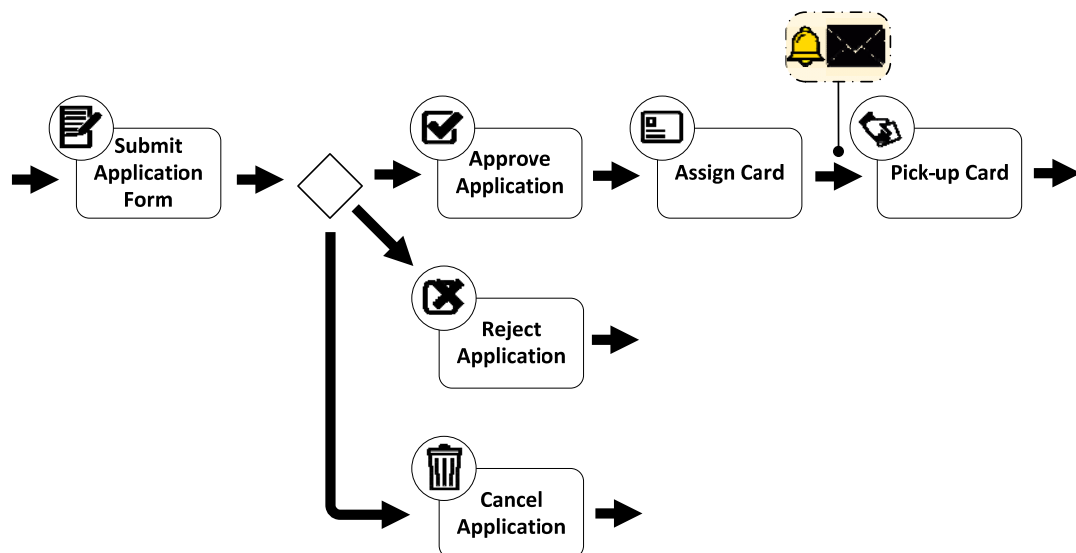 Submit
Application
Form
Approve
Application
Assign Card
Pick-up Card
Reject
Application
Cancel
Application